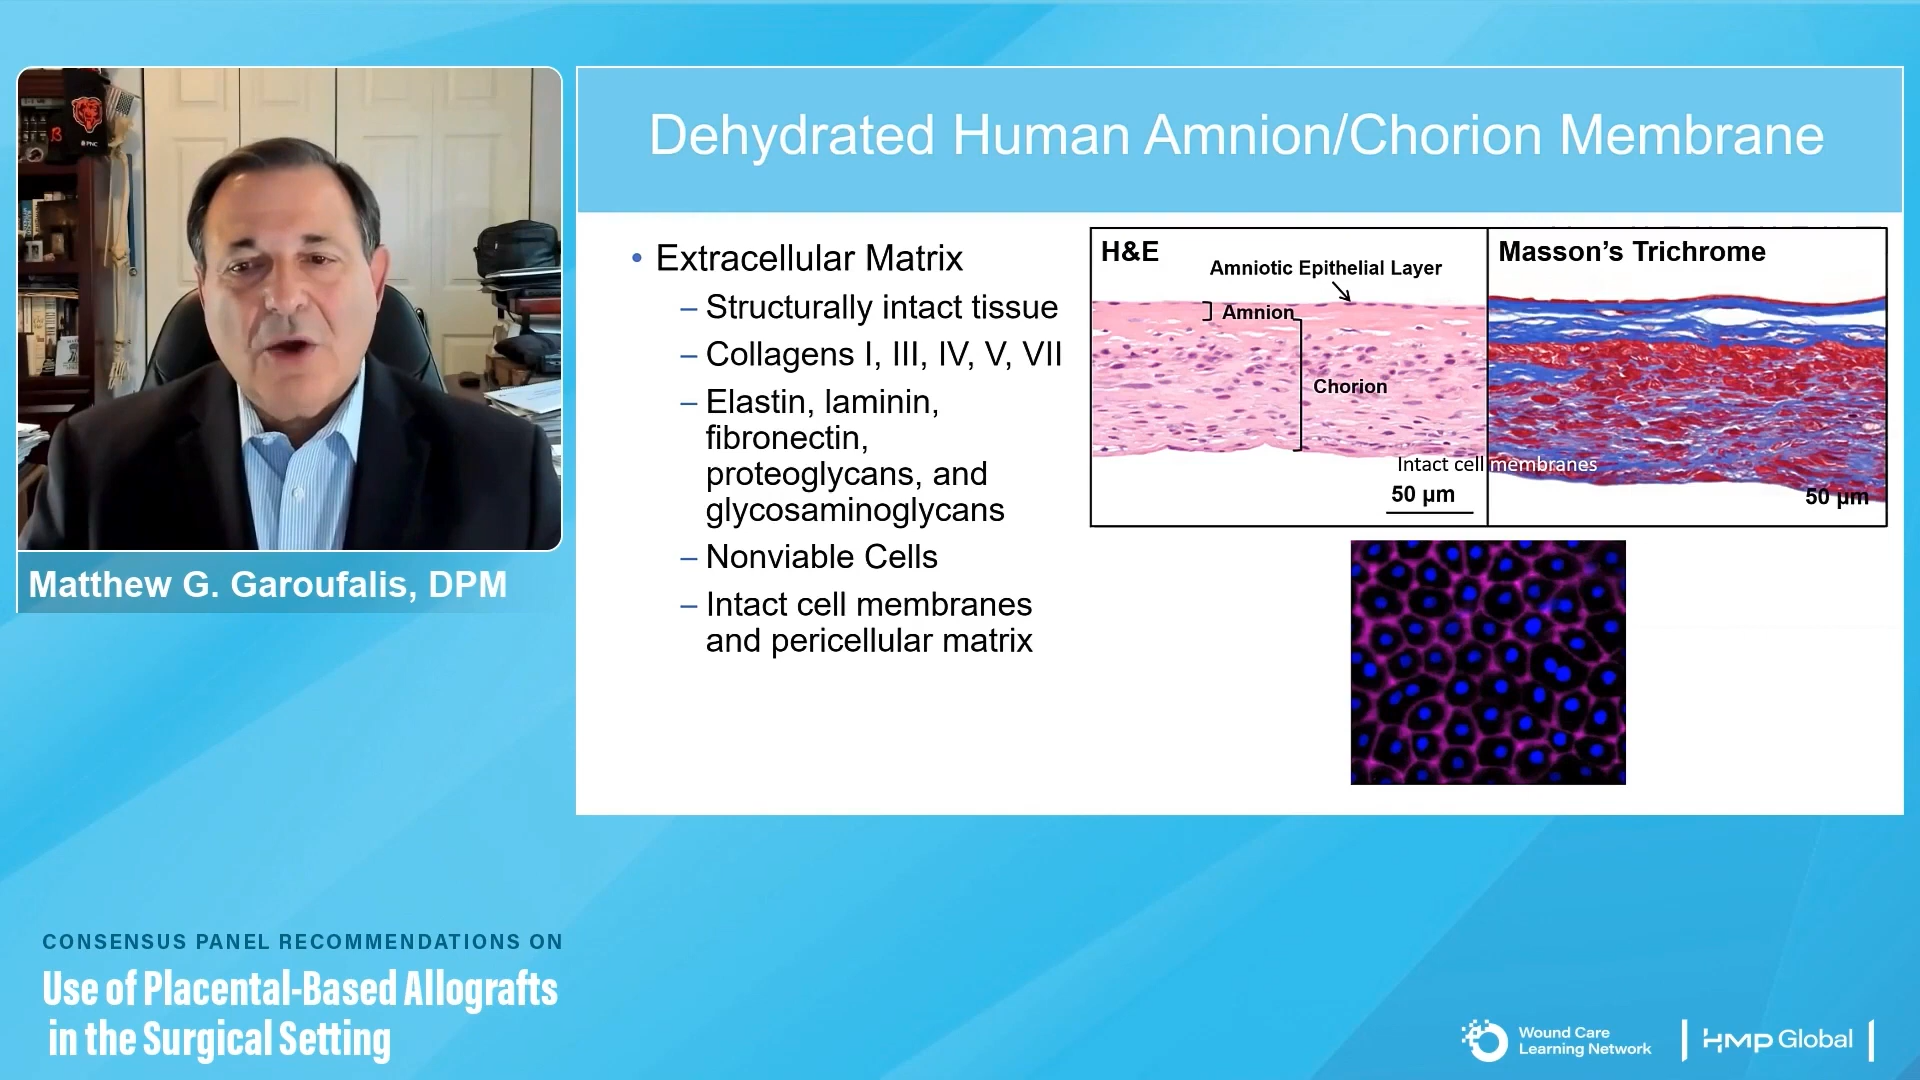 Dehydrated Human Amnion/Chorion Membrane
• Extracellular Matrix
– Structurally intact tissue
– Collagens I, III, IV, V, VII
– Elastin, laminin,
fibronectin,
proteoglycans, and
glycosaminoglycans
– Nonviable Cells
– Intact cell membranes
and pericellular matrix
H&E
Amniotic Epithelial Layer
Amnion
Chorion
Intact cell membranes
50 µm
Masson’s Trichrome
50 µm
PNC
Matthew G. Garoufalis, DPM
CONSENSUS PANEL RECOMMENDATIONS ON
Use of Placental-Based Allografts
in the Surgical Setting
Wound Care
Learning Network
HMP Global